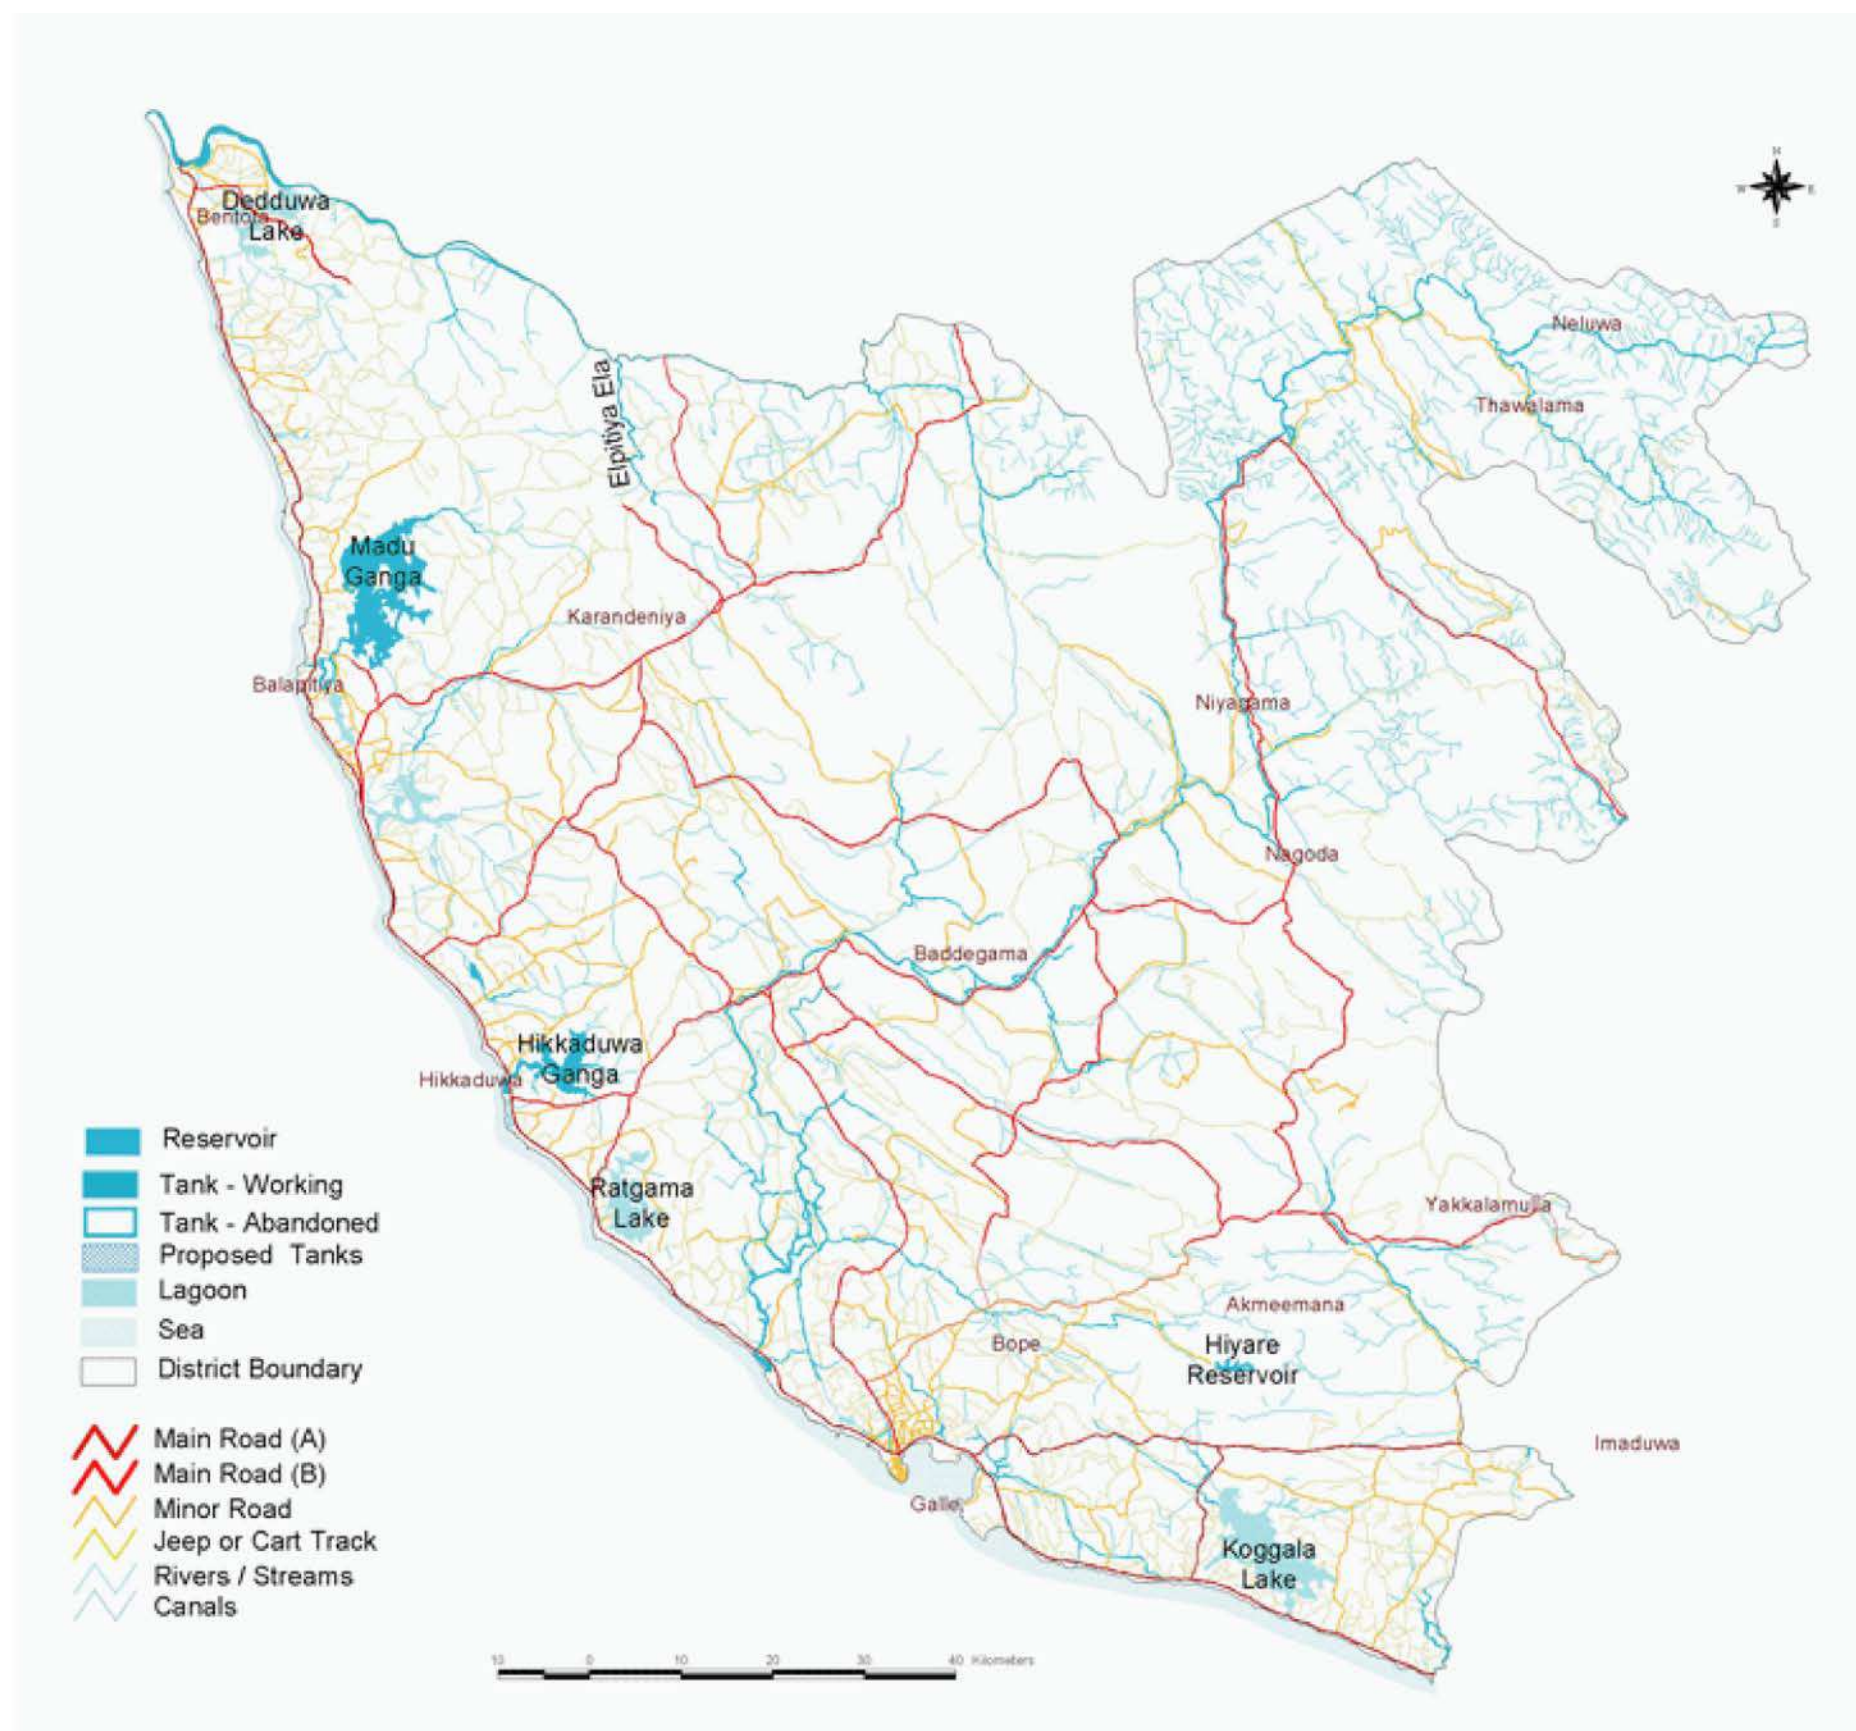 N
W
E
S
Dedduwa
Bentota
Lake
Neluwa
Thawalama
Elpitiya Ela
Madu
Ganga
Karandeniya
Balapitiya
Niyagama
Nagoda
Baddegama
Hikkaduwa
Ganga
Hikkaduwa
Ratgama
Lake
Yakkalamulla
Akmeemana
Bope
Hiyare
Reservoir
Imaduwa
Galle
Koggala
Lake
Reservoir
Tank - Working
Tank - Abandoned
Proposed Tanks
Lagoon
Sea
District Boundary
Main Road (A)
Main Road (B)
Minor Road
Jeep or Cart Track
Rivers / Streams
Canals
10 0 10 20 30 40 Kilometers